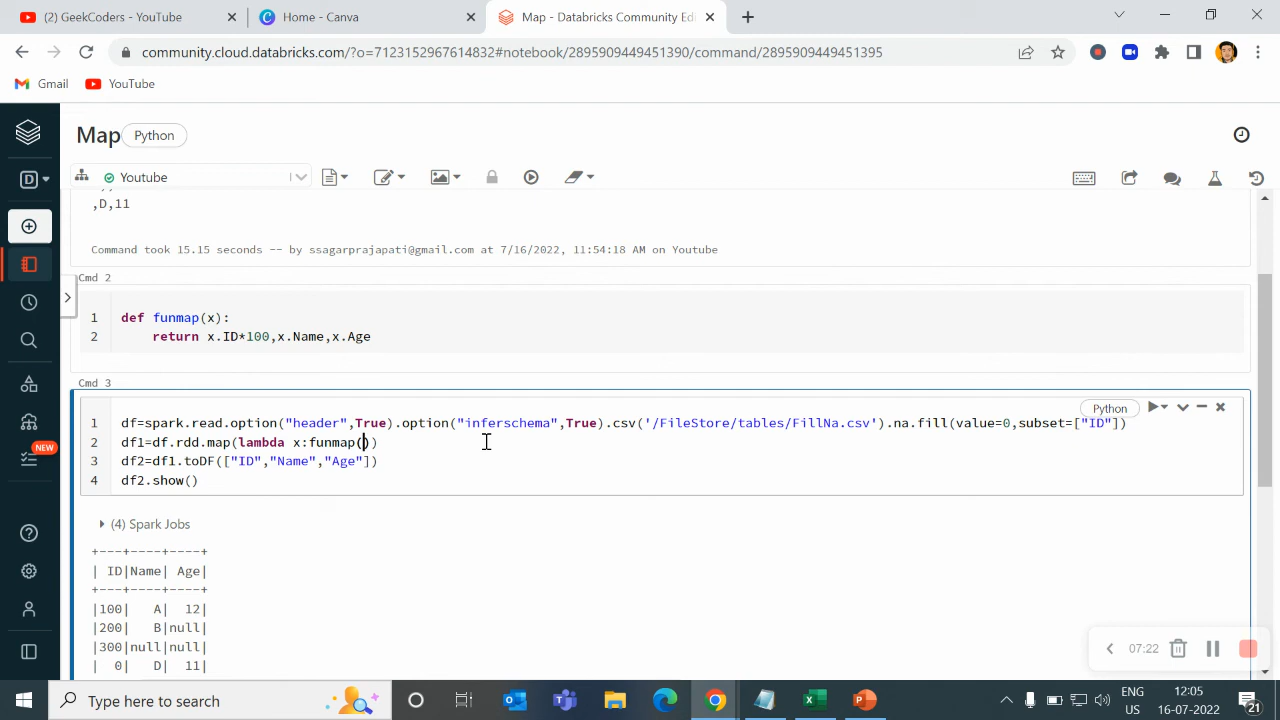 (2) GeekCoders - YouTube
Home - Canva
Map - Databricks Community Edi
community.cloud.databricks.com/?o=7123152967614832#notebook/2895909449451390/command/2895909449451395
Gmail
YouTube
Map
Python
D
Youtube
,D,11
Command took 15.15 seconds -- by ssagarprajapati@gmail.com at 7/16/2022, 11:54:18 AM on Youtube
Cmd 2
1 def funmap(x):
2 return x.ID*100,x.Name,x.Age
Cmd 3
Python
1 df=spark.read.option("header",True).option("inferschema",True).csv('/FileStore/tables/FillNa.csv').na.fill(value=0,subset=["ID"])
2 df1=df.rdd.map(lambda x:funmap())
3 df2=df1.toDF(["ID","Name","Age"])
4 df2.show()
NEW
(4) Spark Jobs
+---+----+----+
| ID|Name| Age|
+---+----+----+
|100| A| 12|
|200| B|null|
|300|null|null|
| 0| D| 11|
07:22
Type here to search
ENG
US
12:05
16-07-2022
21